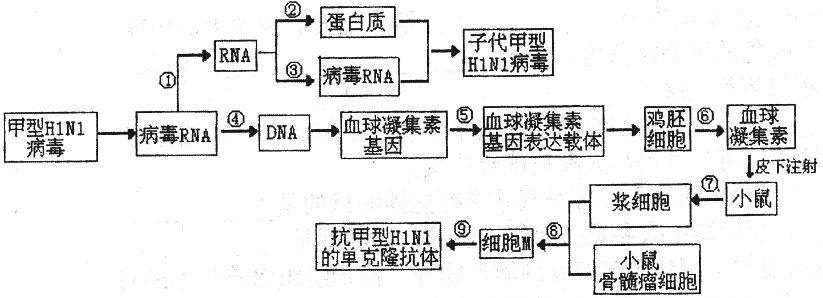 ② 蛋白质
RNA
子代甲型
H1N1病毒
① ③ 病毒RNA
甲型H1N1
病毒
病毒RNA
④ DNA
血球凝集素
基因
⑤ 血球凝集素
基因表达载体
鸡胚
细胞
⑥ 血球
凝集素
皮下注射
浆细胞 ⑦ 小鼠
抗甲型H1N1
的单克隆抗体
⑨ 细胞M ⑧
小鼠
骨髓瘤细胞